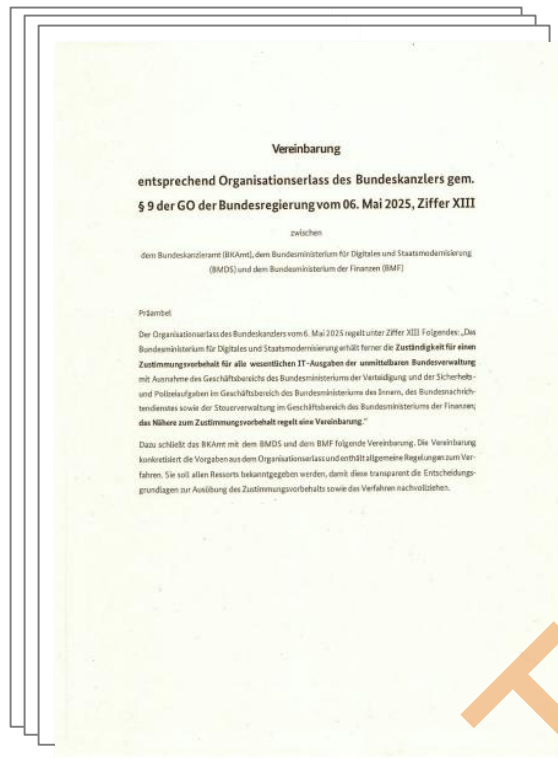 Vereinbarung
entsprechend Organisationserlass des Bundeskanzlers gem.
§ 9 der GO der Bundesregierung vom 06. Mai 2025, Ziffer XIII
zwischen
dem Bundeskanzleramt (BKAmt), dem Bundesministerium für Digitales und Staatsmodernisierung
(BMDS) und dem Bundesministerium der Finanzen (BMF)
Präambel
Der Organisationserlass des Bundeskanzlers vom 6. Mai 2025 regelt unter Ziffer XIII Folgendes: „Das
Bundesministerium für Digitales und Staatsmodernisierung erhält ferner die Zuständigkeit für einen
Zustimmungsvorbehalt für alle wesentlichen IT-Ausgaben der unmittelbaren Bundesverwaltung
mit Ausnahme des Geschäftsbereichs des Bundesministeriums der Verteidigung und der Sicherheits-
und Polizeiaufgaben im Geschäftsbereich des Bundesministeriums des Innern, des Bundesnachrich-
tendienstes sowie der Steuerverwaltung im Geschäftsbereich des Bundesministeriums der Finanzen;
das Nähere zum Zustimmungsvorbehalt regelt eine Vereinbarung.“
Dazu schließt das BKAmt mit dem BMDS und dem BMF folgende Vereinbarung. Die Vereinbarung
konkretisiert die Vorgaben aus dem Organisationserlass und enthält allgemeine Regelungen zum Ver-
fahren. Sie soll allen Ressorts bekanntgegeben werden, damit diese transparent die Entscheidungs-
grundlagen zur Ausübung des Zustimmungsvorbehalts sowie das Verfahren nachvollziehen.